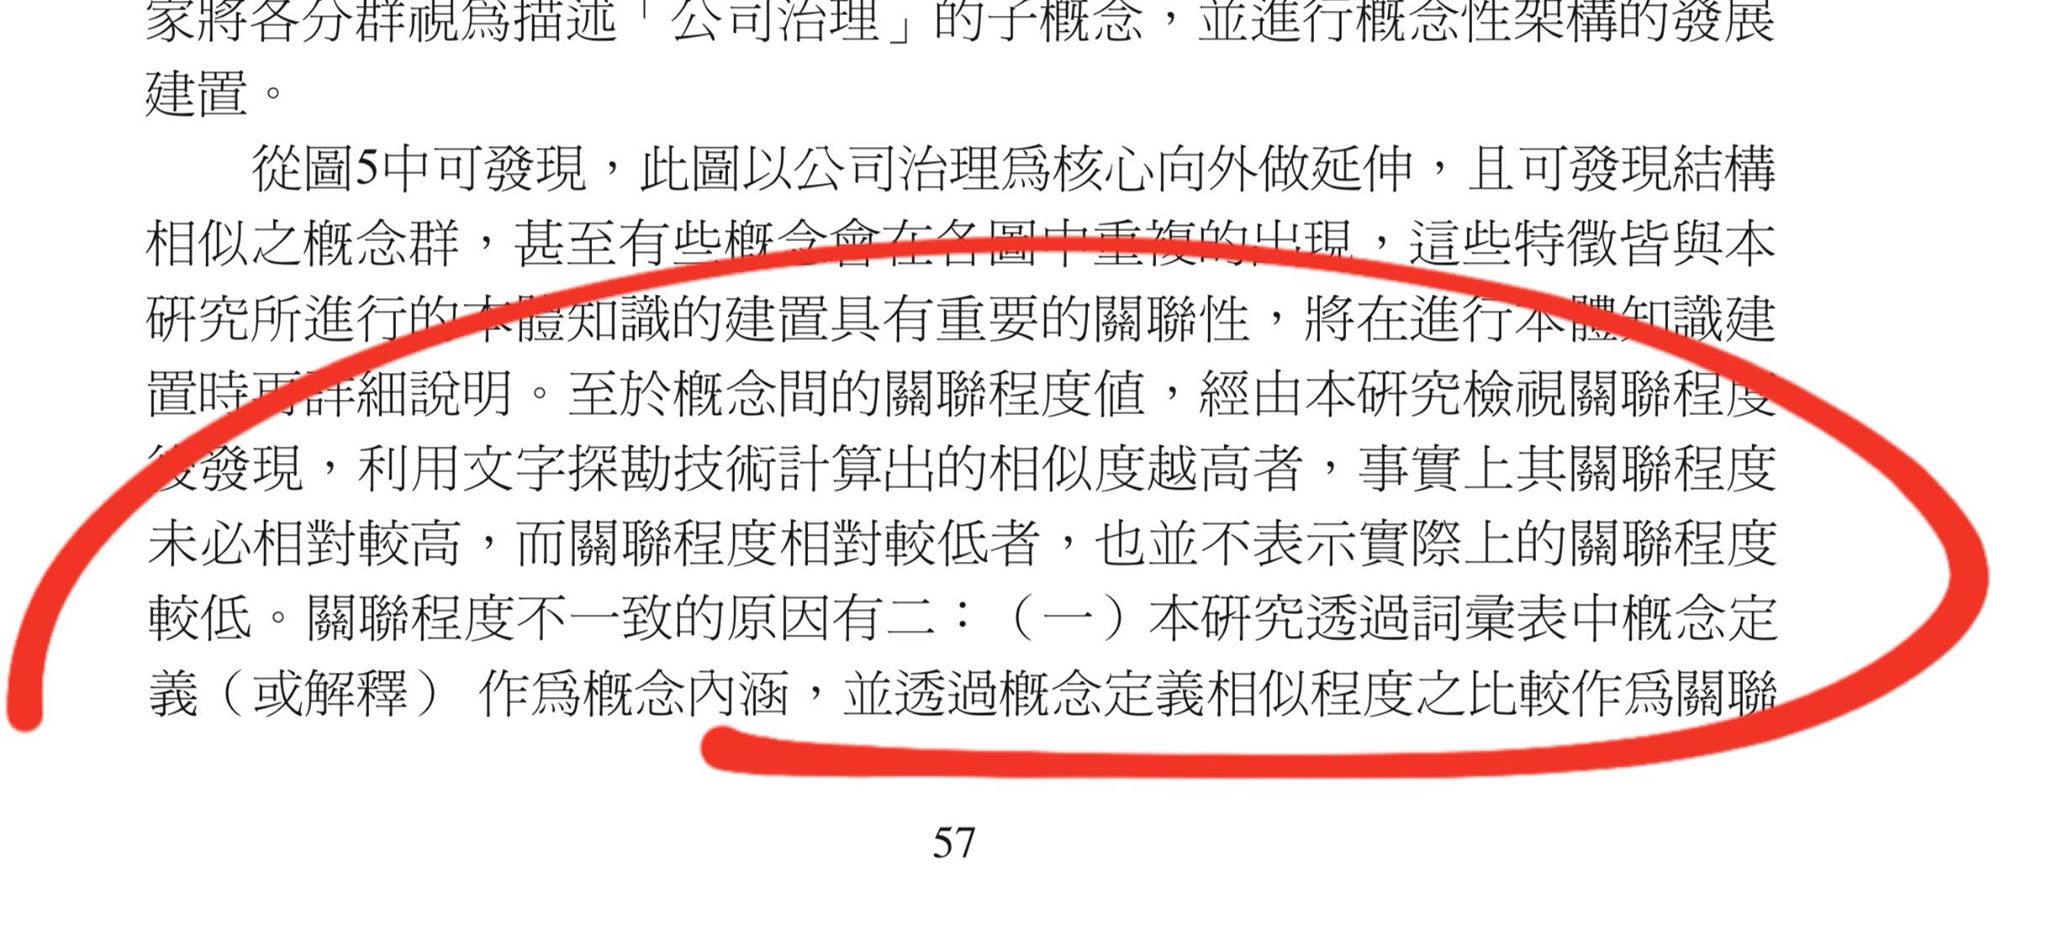 家將各分群視為描述「公司治理」的子概念，並進行概念性架構的發展
建置。
從圖5中可發現，此圖以公司治理為核心向外做延伸，且可發現結構
相似之概念群，甚至有些概念會在各圖中重複的出現，這些特徵皆與本
研究所進行的本體知識的建置具有重要的關聯性，將在進行本體知識建
置時再詳細說明。至於概念間的關聯程度值，經由本研究檢視關聯程度
後發現，利用文字探勘技術計算出的相似度越高者，事實上其關聯程度
未必相對較高，而關聯程度相對較低者，也並不表示實際上的關聯程度
較低。關聯程度不一致的原因有二：（一）本研究透過詞彙表中概念定
義（或解釋） 作為概念內涵，並透過概念定義相似程度之比較作為關聯
57